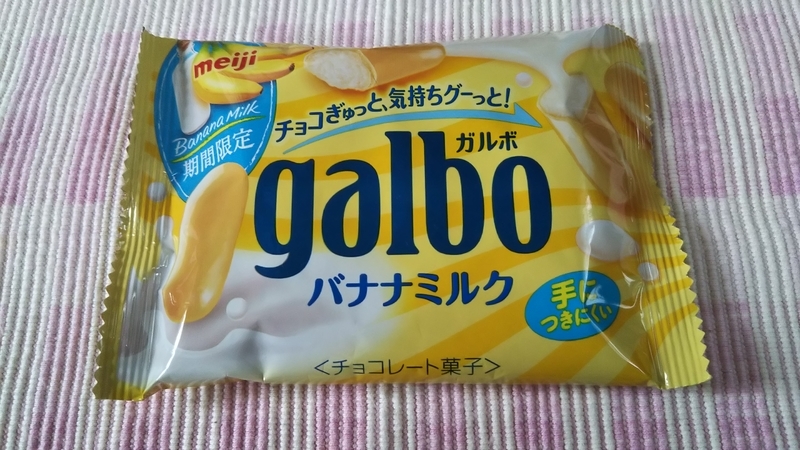 meiji
Banana Milk
期間限定
チョコぎゅっと、気持ちグーっと!
ガルボ
galbo
バナナミルク
手に
つきにくい
<チョコレート菓子>